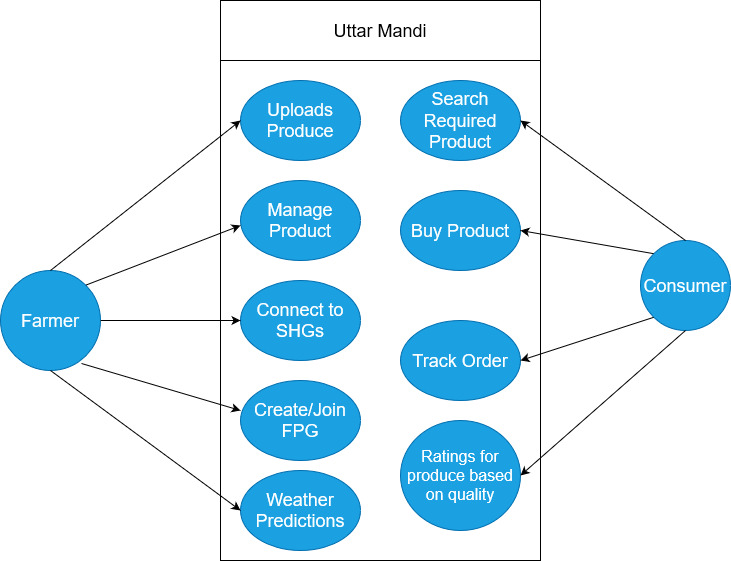 Uttar Mandi
Uploads
Produce
Search
Required
Product
Manage
Product
Buy Product
Farmer
Consumer
Connect to
SHGs
Track Order
Create/Join
FPG
Ratings for
produce based
on quality
Weather
Predictions